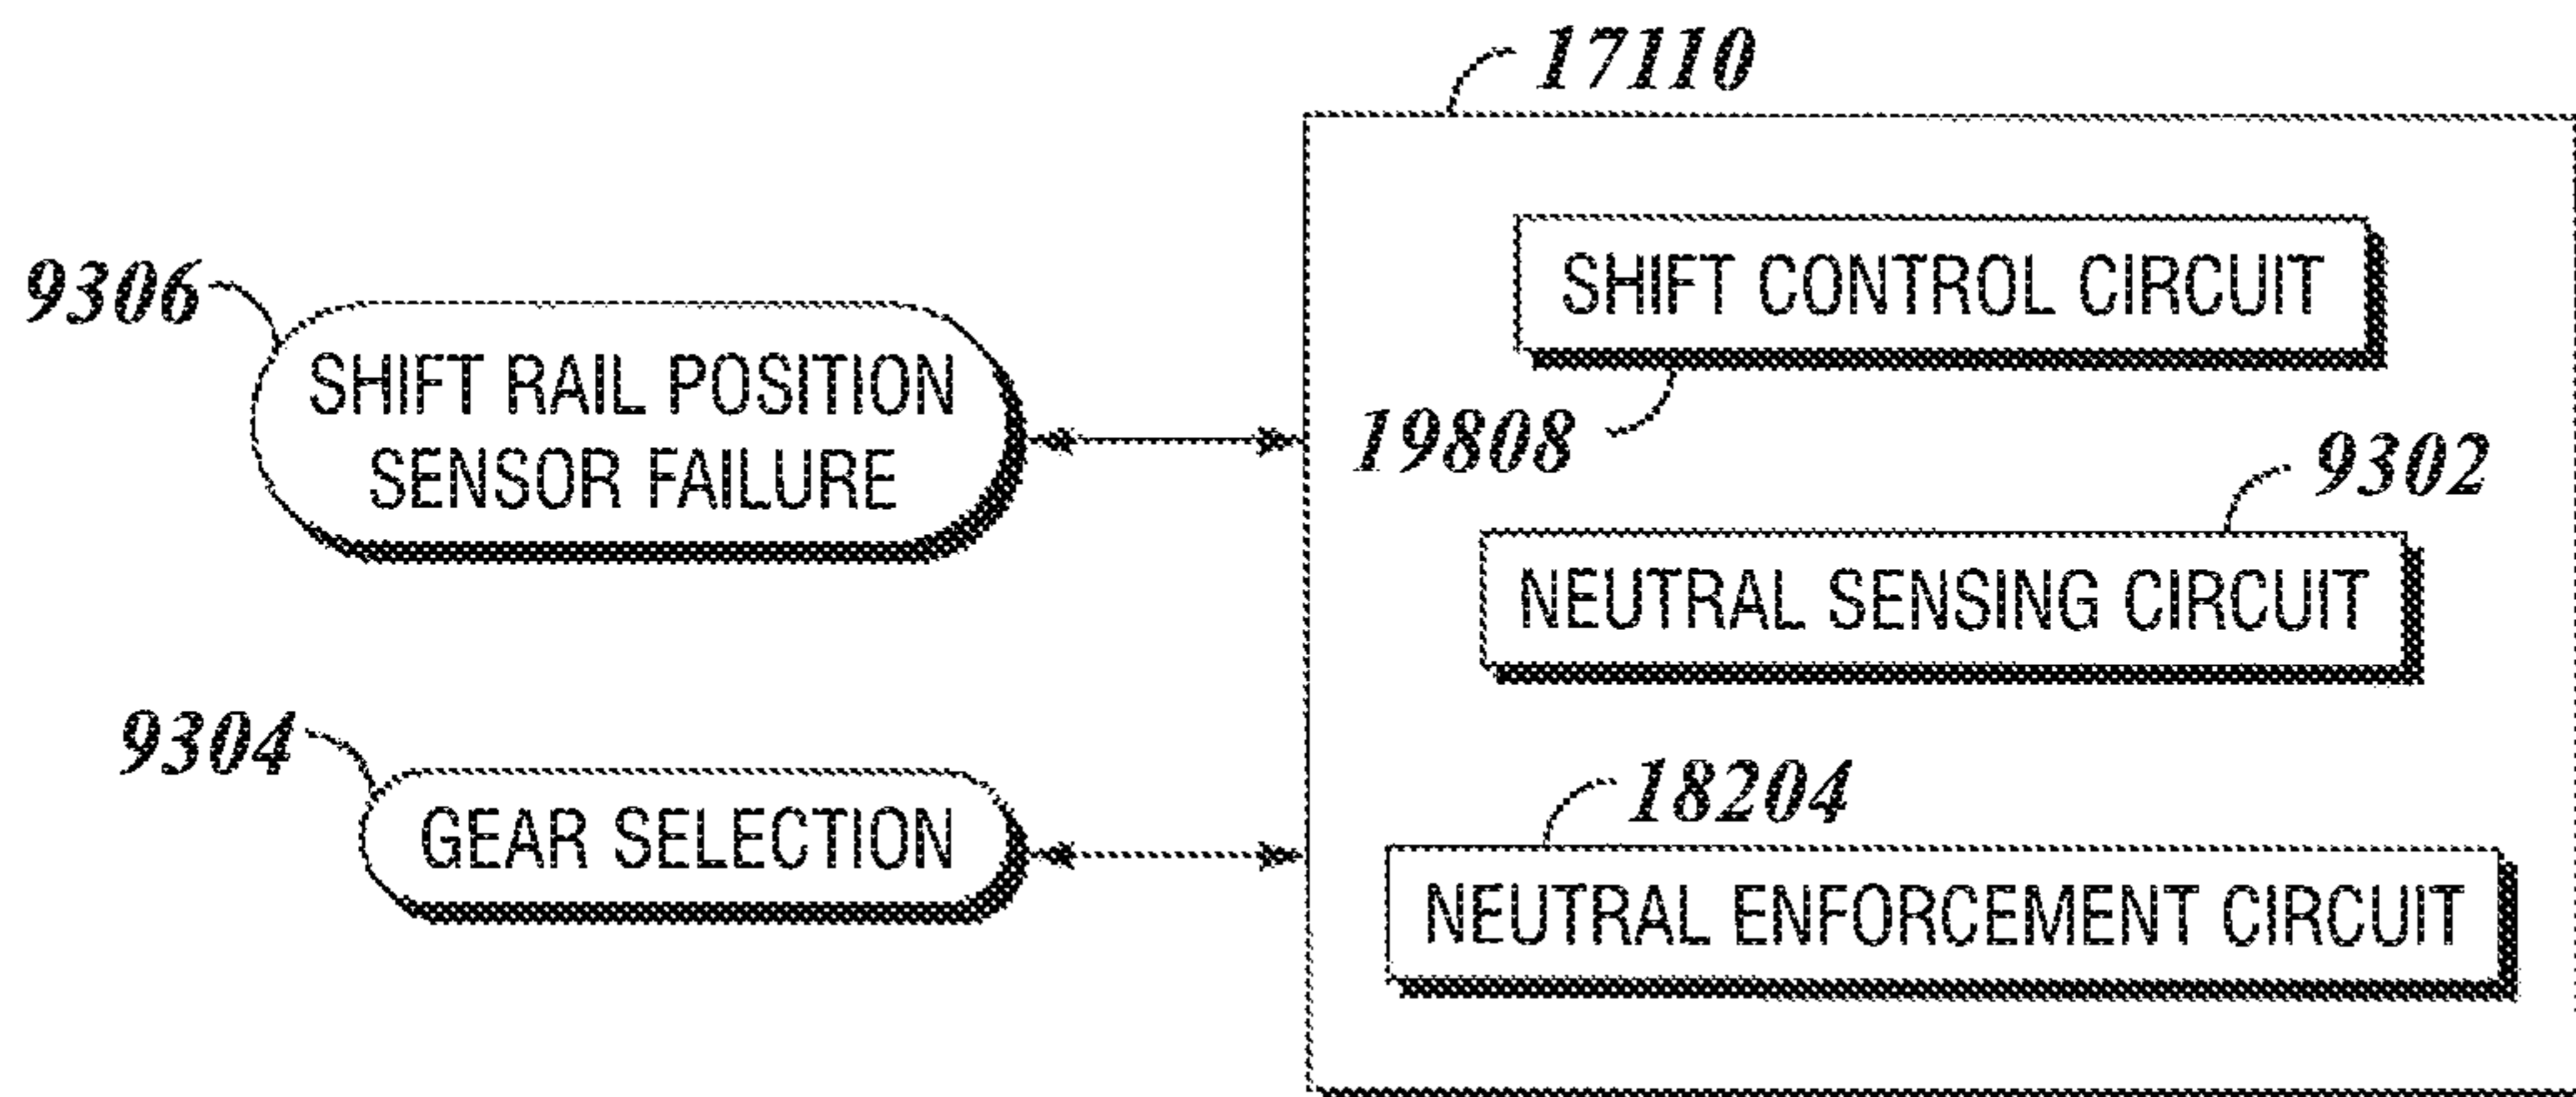 17110
SHIFT CONTROL CIRCUIT
9306
SHIFT RAIL POSITION
SENSOR FAILURE
19808
9302
NEUTRAL SENSING CIRCUIT
9304
GEAR SELECTION
18204
NEUTRAL ENFORCEMENT CIRCUIT